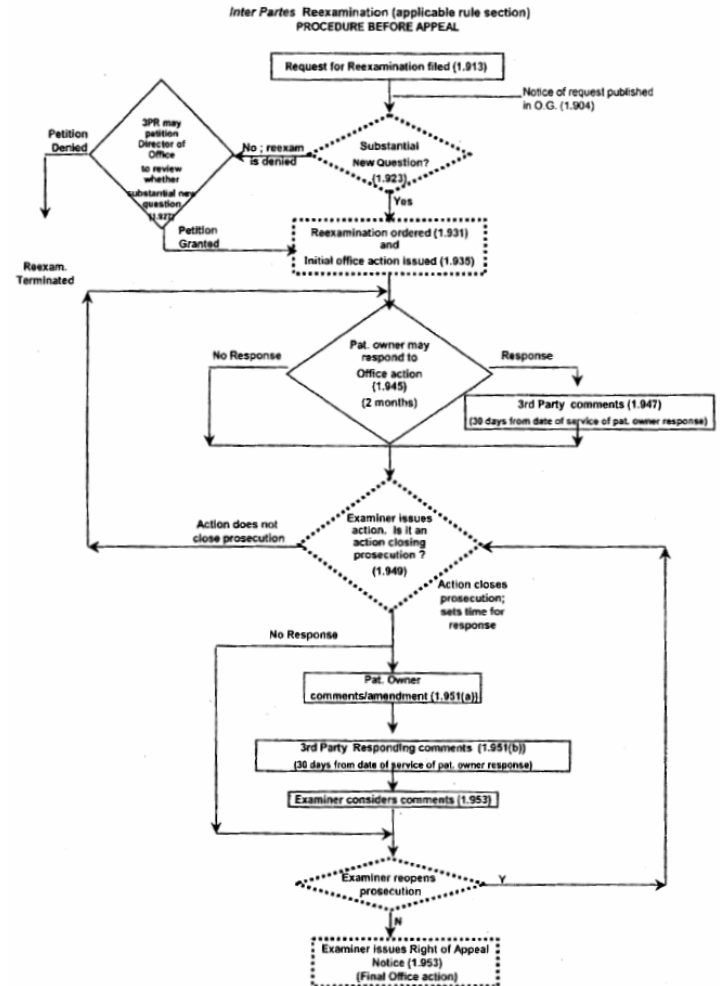 Inter Partes Reexamination (applicable rule section)
PROCEDURE BEFORE APPEAL
Request for Reexamination filed (1.913)
Notice of request published
in O.G. (1.904)
3PR may
petition
Director of
Office
to review
whether
substantial new
question
(1.927)
Petition
Denied
No ; reexam
is denied
Substantial
New Question?
(1.923)
Yes
Petition
Granted
Reexamination ordered (1.931)
and
Initial office action issued (1.935)
Reexam.
Terminated
No Response
Pat. owner may
respond to
Office action
(1.945)
(2 months)
Response
3rd Party comments (1.947)
(30 days from date of service of pat. owner response)
Action does not
close prosecution
Examiner issues
action. Is it an
action closing
prosecution ?
(1.949)
Action closes
prosecution;
sets time for
response
No Response
Pat. Owner
comments/amendment (1.951(a))
3rd Party Responding comments (1.951(b))
(30 days from date of service of pat. owner response)
Examiner considers comments (1.953)
Examiner reopens
prosecution
Y
N
Examiner issues Right of Appeal
Notice (1.953)
(Final Office action)